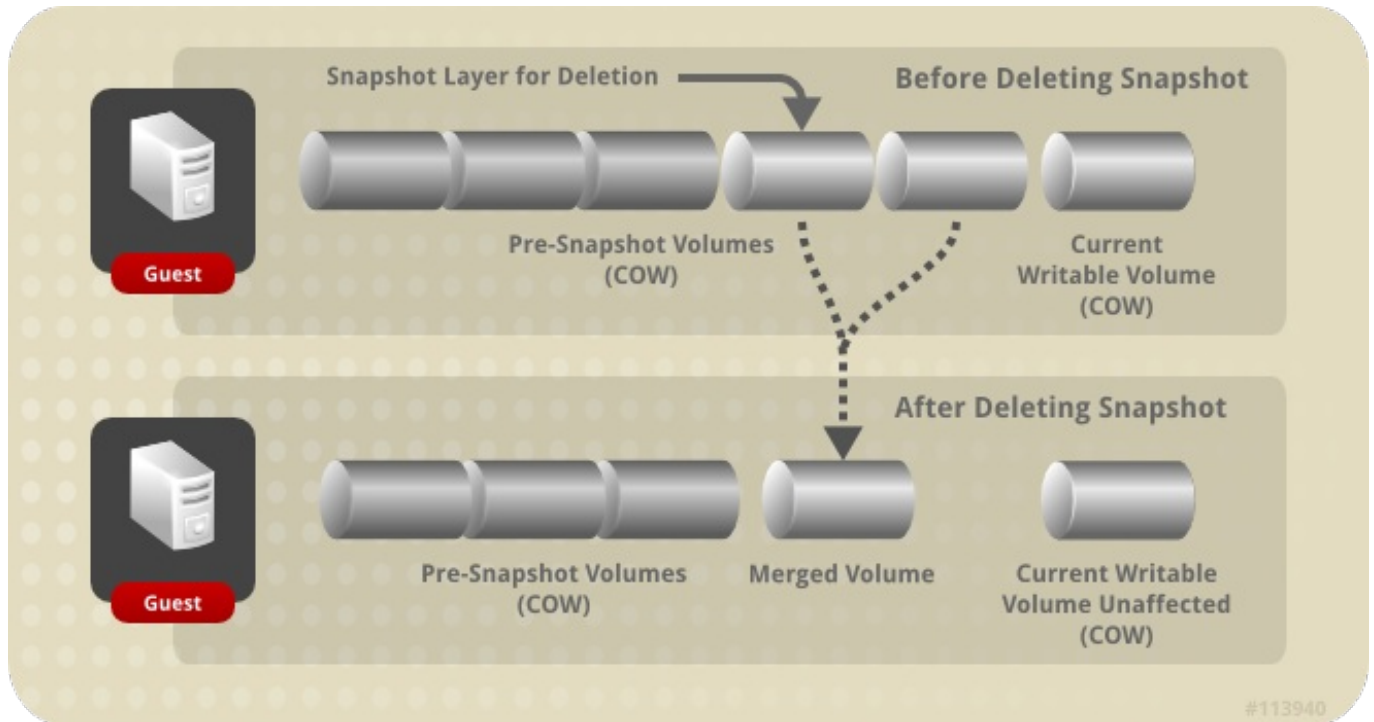 Snapshot Layer for Deletion
Before Deleting Snapshot
Guest
Pre-Snapshot Volumes
(COW)
Current
Writable Volume
(COW)
After Deleting Snapshot
Guest
Pre-Snapshot Volumes
(COW)
Merged Volume
Current Writable
Volume Unaffected
(COW)
#113940